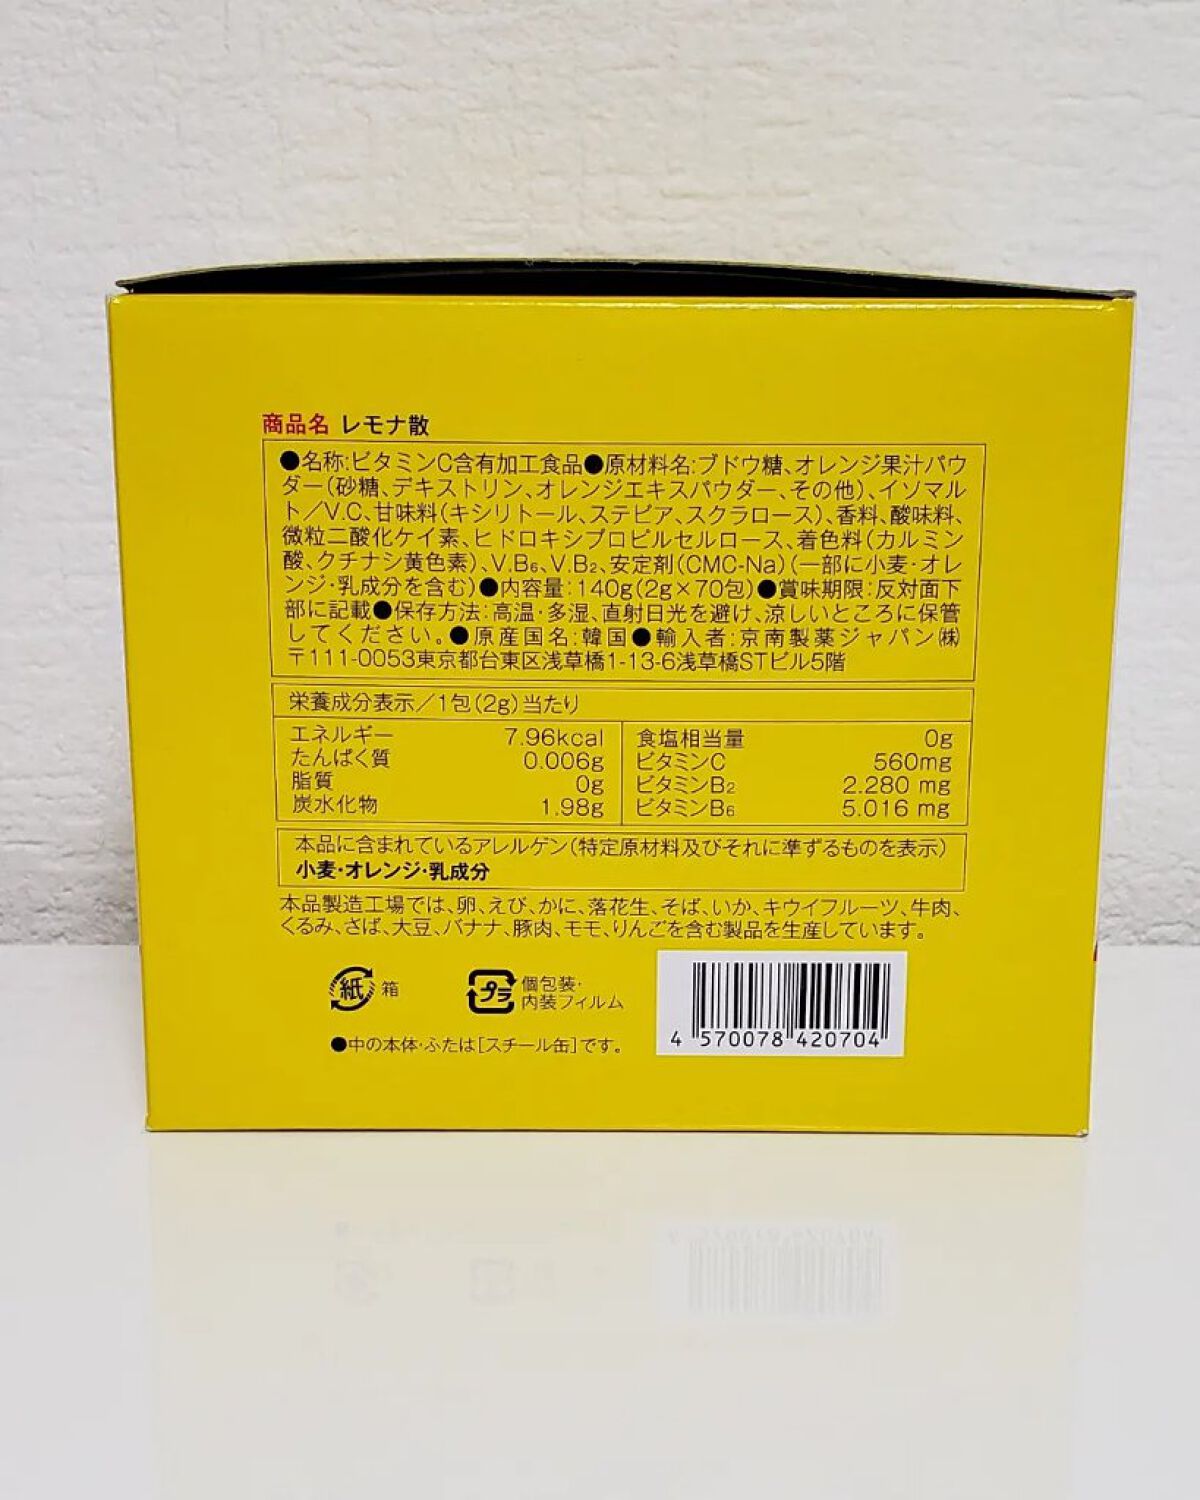 商品名 レモナ散
●名称:ビタミンC含有加工食品●原材料名:ブドウ糖、オレンジ果汁パウ
ダー(砂糖、デキストリン、オレンジエキスパウダー、その他)、イソマル
ト/V.C、甘味料(キシリトール、ステビア、スクラロース)、香料、酸味料、
微粒二酸化ケイ素、ヒドロキシプロピルセルロース、着色料(カルミン
酸、クチナシ黄色素)、V.B₆、V.B₂、安定剤(CMC-Na)(一部に小麦・オレ
ンジ・乳成分を含む)●内容量:140g(2g×70包)●賞味期限:反対面下
部に記載●保存方法:高温・多湿、直射日光を避け、涼しいところに保管
してください。●原産国名:韓国●輸入者:京南製薬ジャパン㈱
〒111-0053東京都台東区浅草橋1-13-6浅草橋STビル5階
栄養成分表示/1包(2g)当たり
エネルギー 7.96kcal
たんぱく質 0.006g
脂質 0g
炭水化物 1.98g
食塩相当量 0g
ビタミンC 560mg
ビタミンB₂ 2.280 mg
ビタミンB₆ 5.016 mg
本品に含まれているアレルゲン(特定原材料及びそれに準ずるものを表示)
小麦・オレンジ・乳成分
本品製造工場では、卵、えび、かに、落花生、そば、いか、キウイフルーツ、牛肉、
くるみ、さば、大豆、バナナ、豚肉、モモ、りんごを含む製品を生産しています。
紙 箱
プラ 個包装・
内装フィルム
●中の本体・ふたは[スチール缶]です。
4 570078 420704